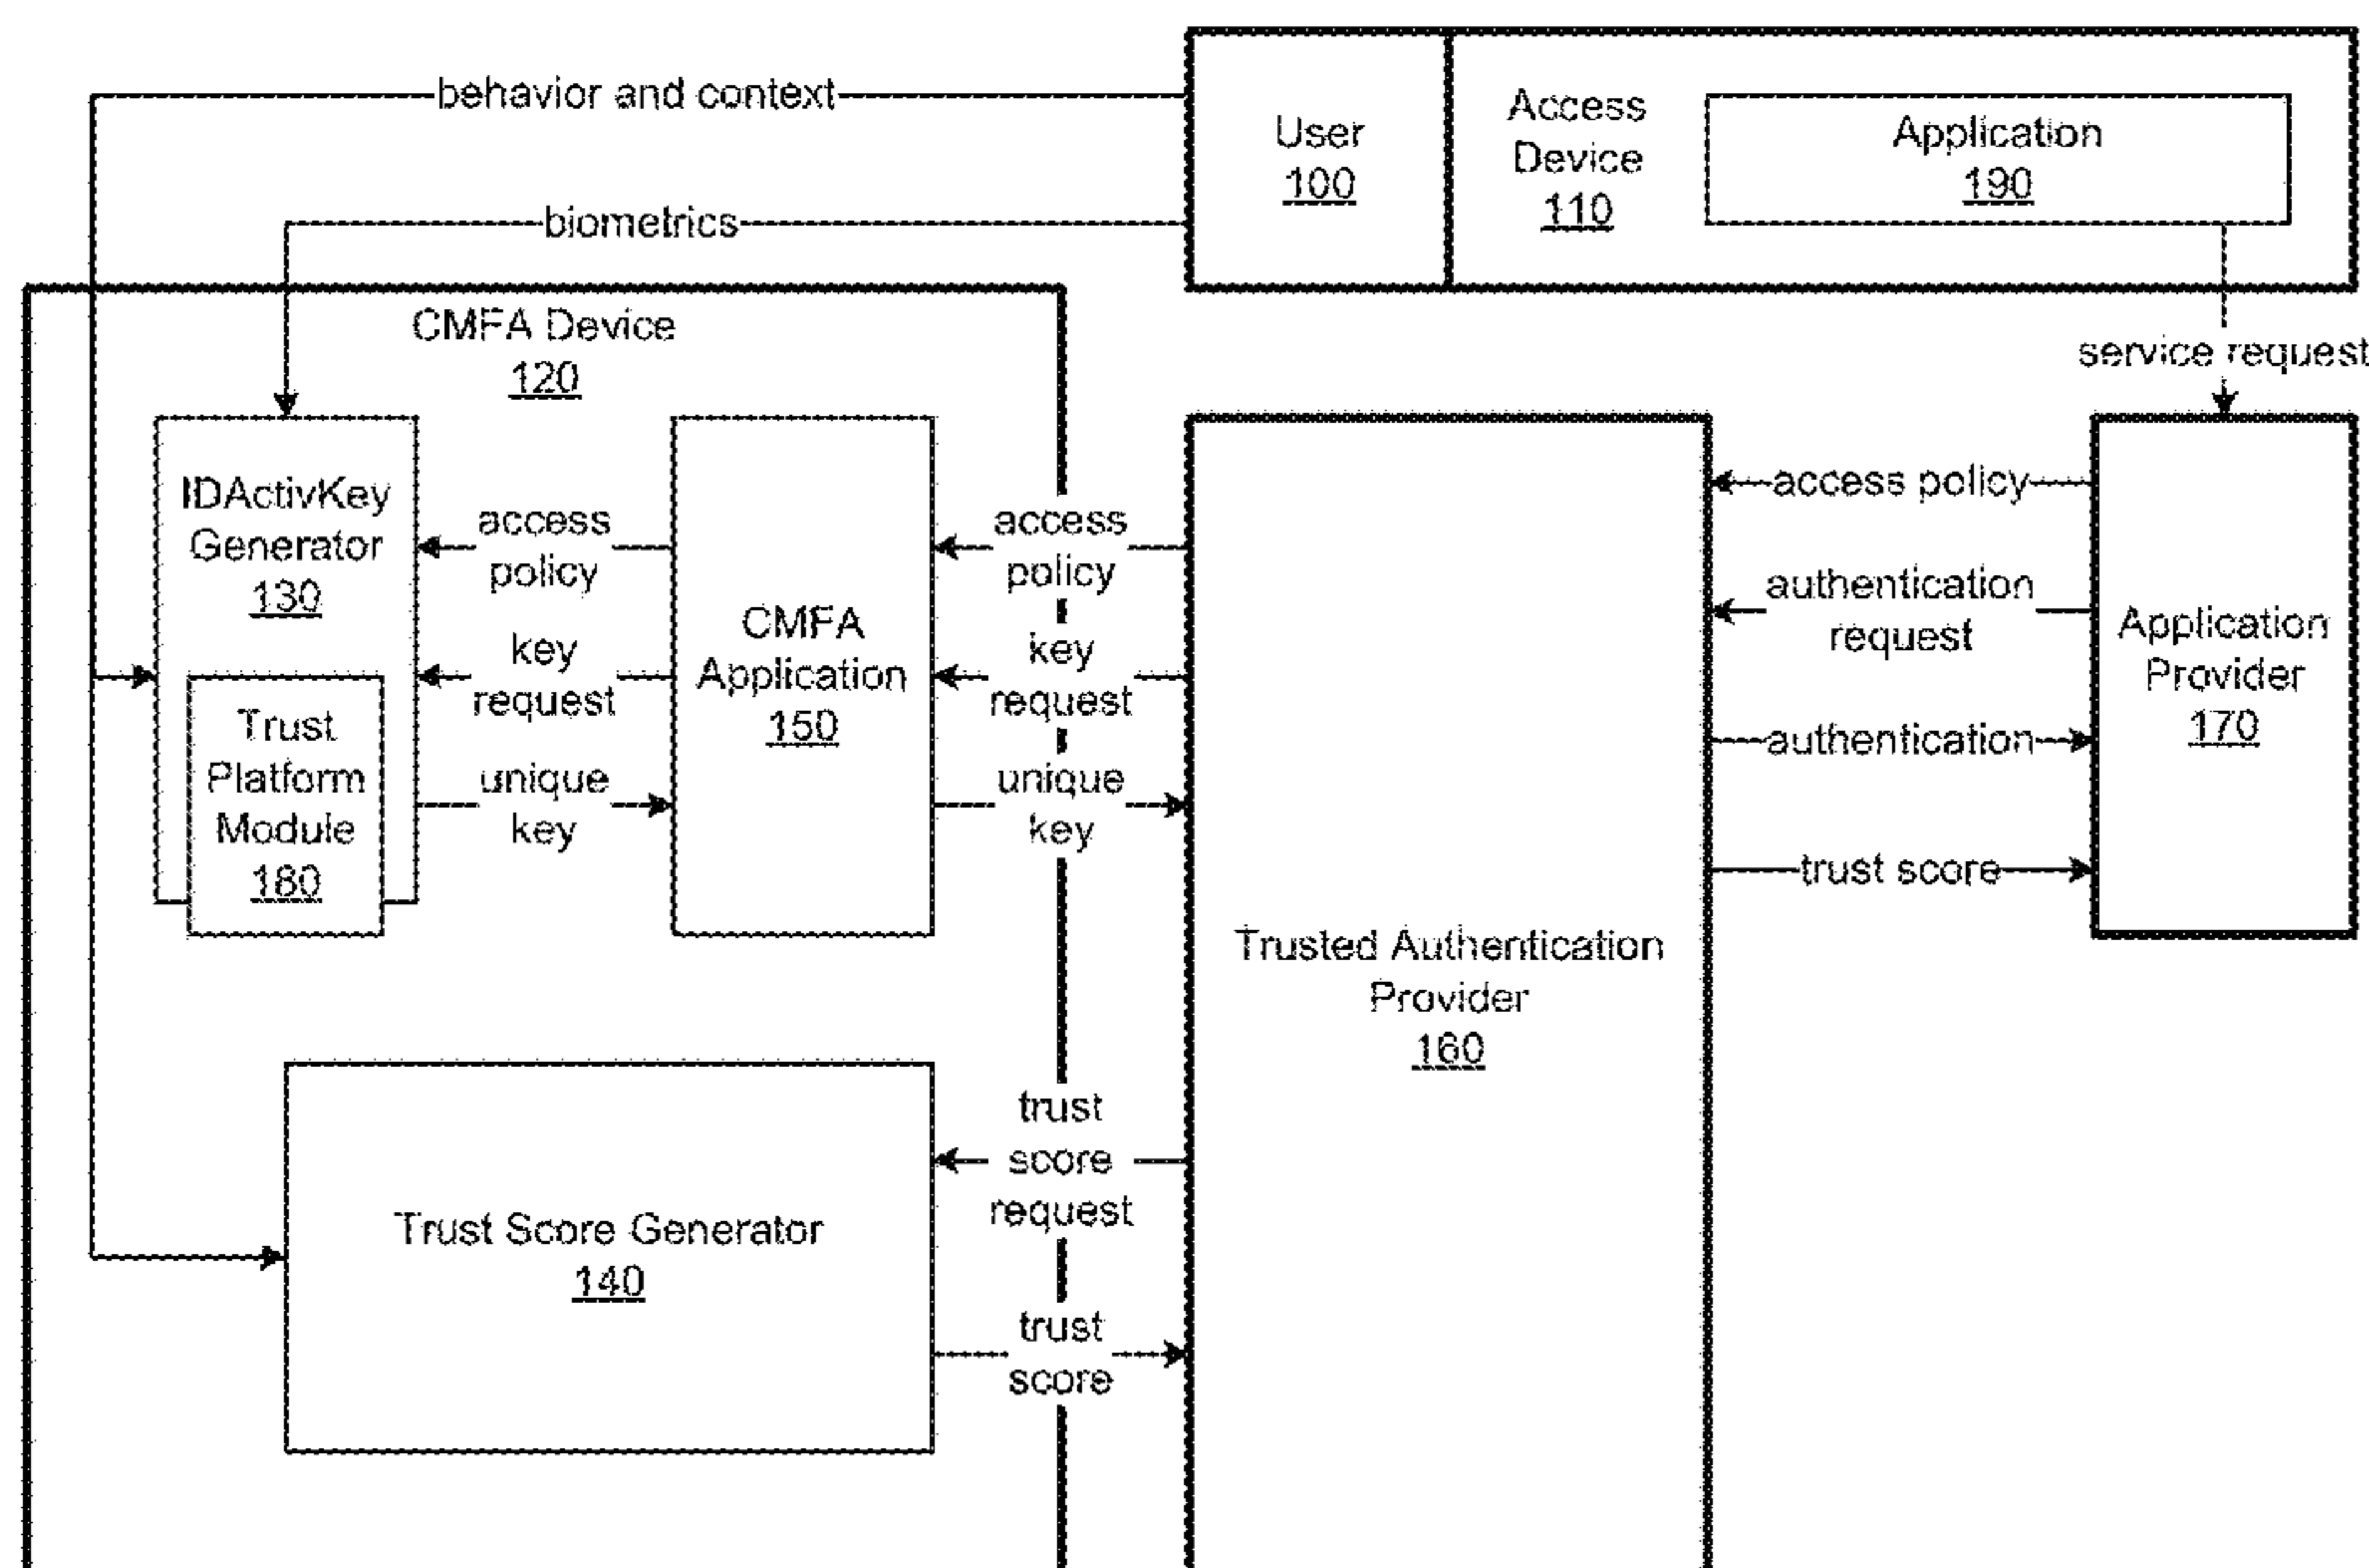 behavior and context
User
100
Access
Device
110
Application
190
biometrics
CMFA Device
120
service request
IDActivKey
Generator
130
Trust
Platform
Module
180
access
policy
key
request
unique
key
CMFA
Application
150
access
policy
key
request
unique
key
Trusted Authentication
Provider
160
access policy
authentication
request
authentication
trust score
Application
Provider
170
Trust Score Generator
140
trust
score
request
trust
score